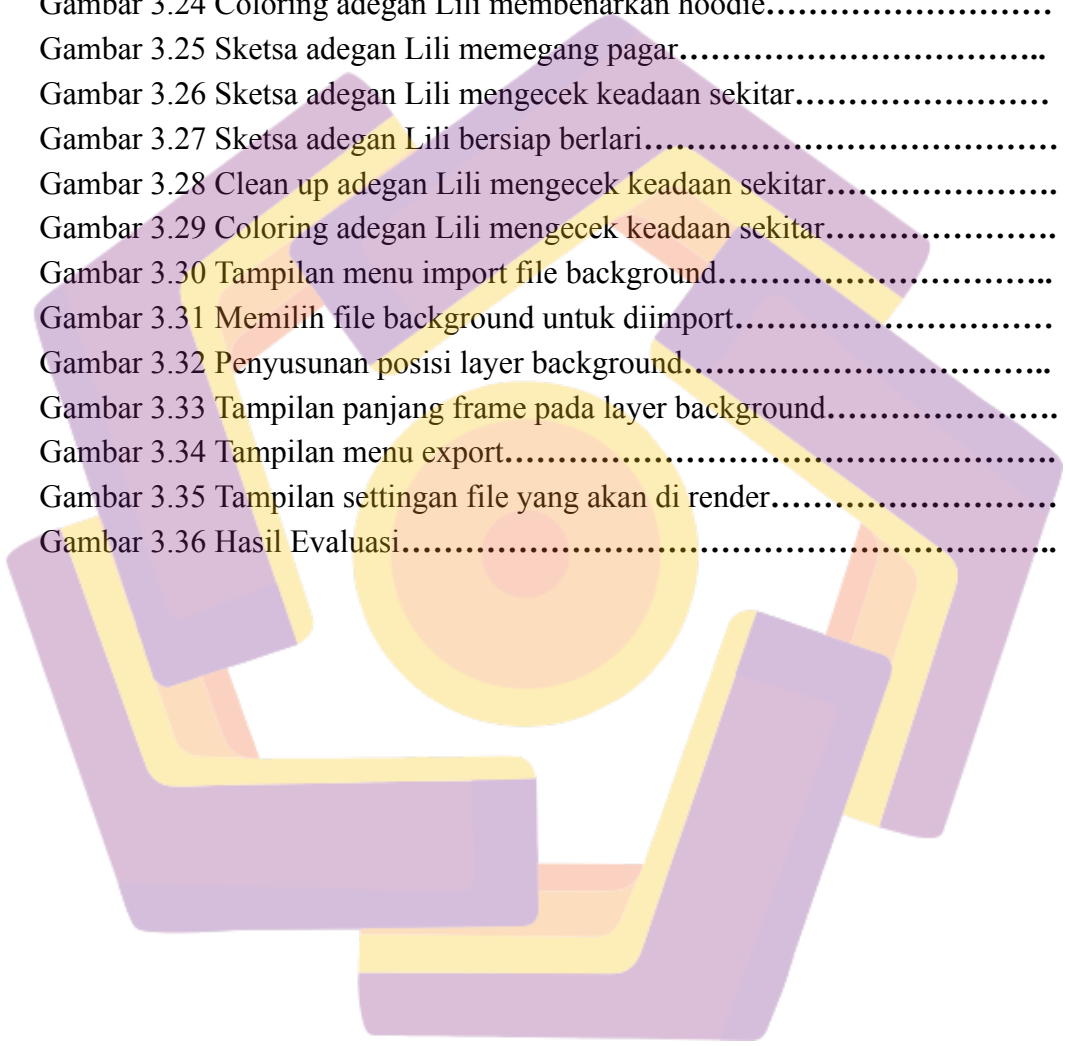 Gambar 3.24 Coloring adegan Lili membenarkan hoodie………………………
Gambar 3.25 Sketsa adegan Lili memegang pagar…………………………………..
Gambar 3.26 Sketsa adegan Lili mengecek keadaan sekitar………………………
Gambar 3.27 Sketsa adegan Lili bersiap berlari……………………………………….
Gambar 3.28 Clean up adegan Lili mengecek keadaan sekitar…………………….
Gambar 3.29 Coloring adegan Lili mengecek keadaan sekitar…………………….
Gambar 3.30 Tampilan menu import file background………………………………..
Gambar 3.31 Memilih file background untuk diimport………………………………
Gambar 3.32 Penyusunan posisi layer background…………………………………..
Gambar 3.33 Tampilan panjang frame pada layer background…………………….
Gambar 3.34 Tampilan menu export…………………………………………………….
Gambar 3.35 Tampilan settingan file yang akan di render…………………………
Gambar 3.36 Hasil Evaluasi………………………………………………………………..